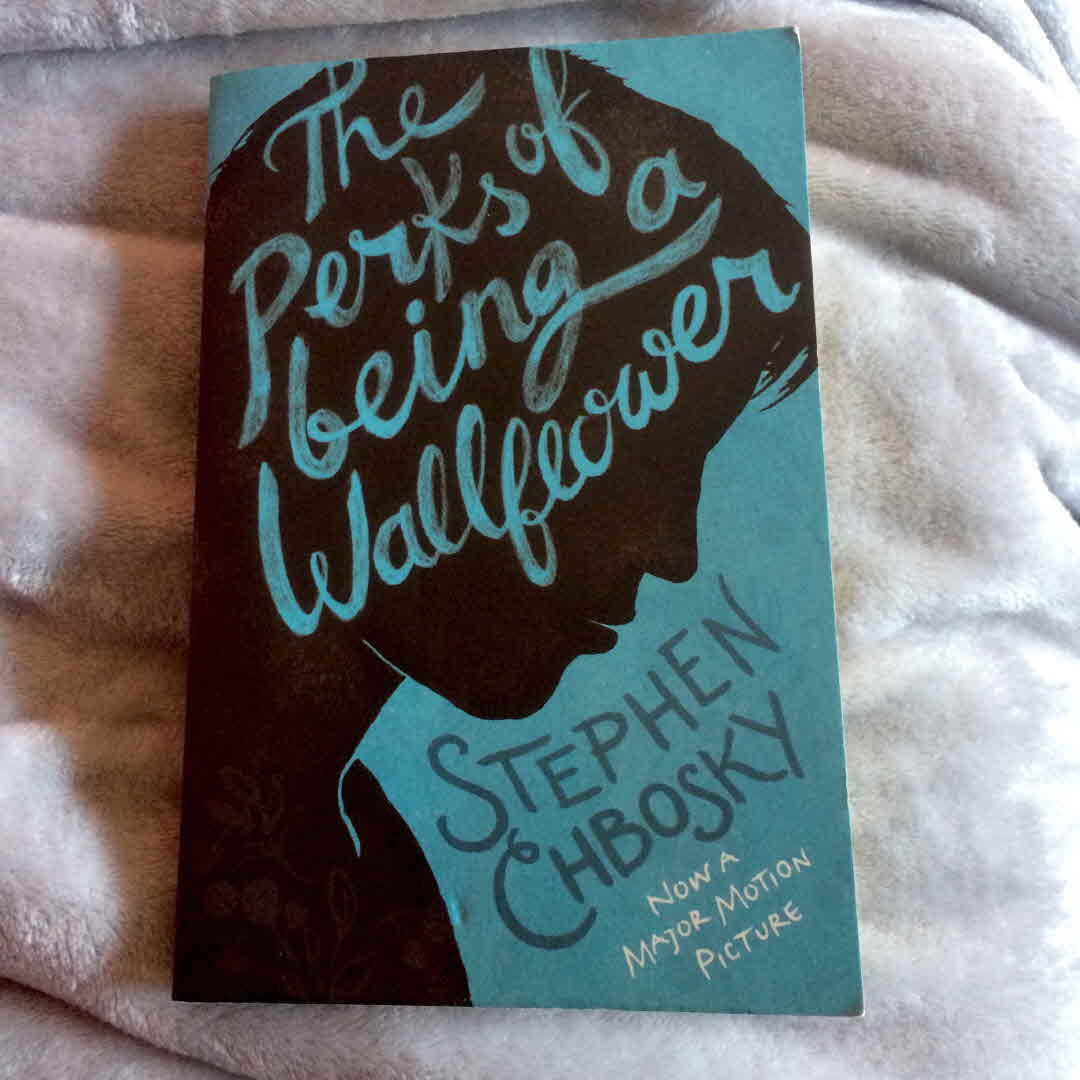 The
Perks of
being a
Wallflower
STEPHEN
CHBOSKY
NOW A
MAJOR MOTION
PICTURE